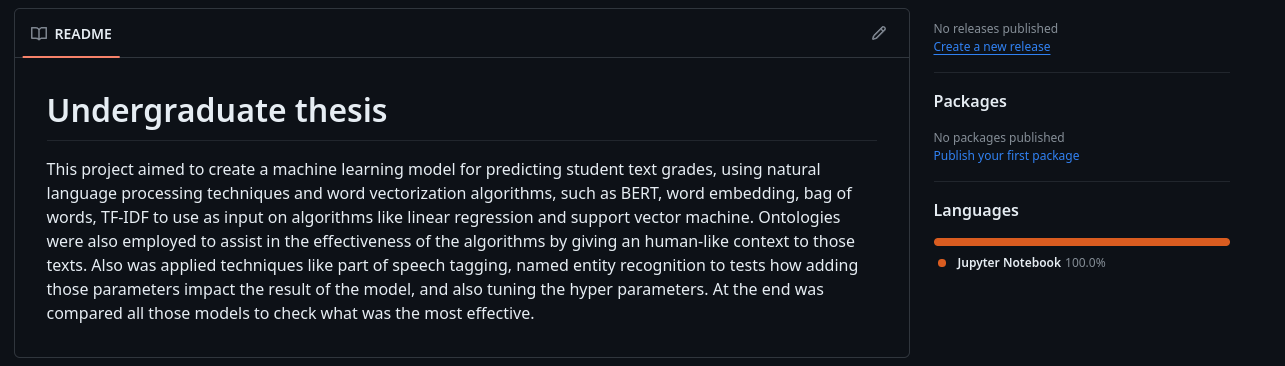 README
Undergraduate thesis
This project aimed to create a machine learning model for predicting student text grades, using natural
language processing techniques and word vectorization algorithms, such as BERT, word embedding, bag of
words, TF-IDF to use as input on algorithms like linear regression and support vector machine. Ontologies
were also employed to assist in the effectiveness of the algorithms by giving an human-like context to those
texts. Also was applied techniques like part of speech tagging, named entity recognition to tests how adding
those parameters impact the result of the model, and also tuning the hyper parameters. At the end was
compared all those models to check what was the most effective.
No releases published
Create a new release
Packages
No packages published
Publish your first package
Languages
Jupyter Notebook 100.0%